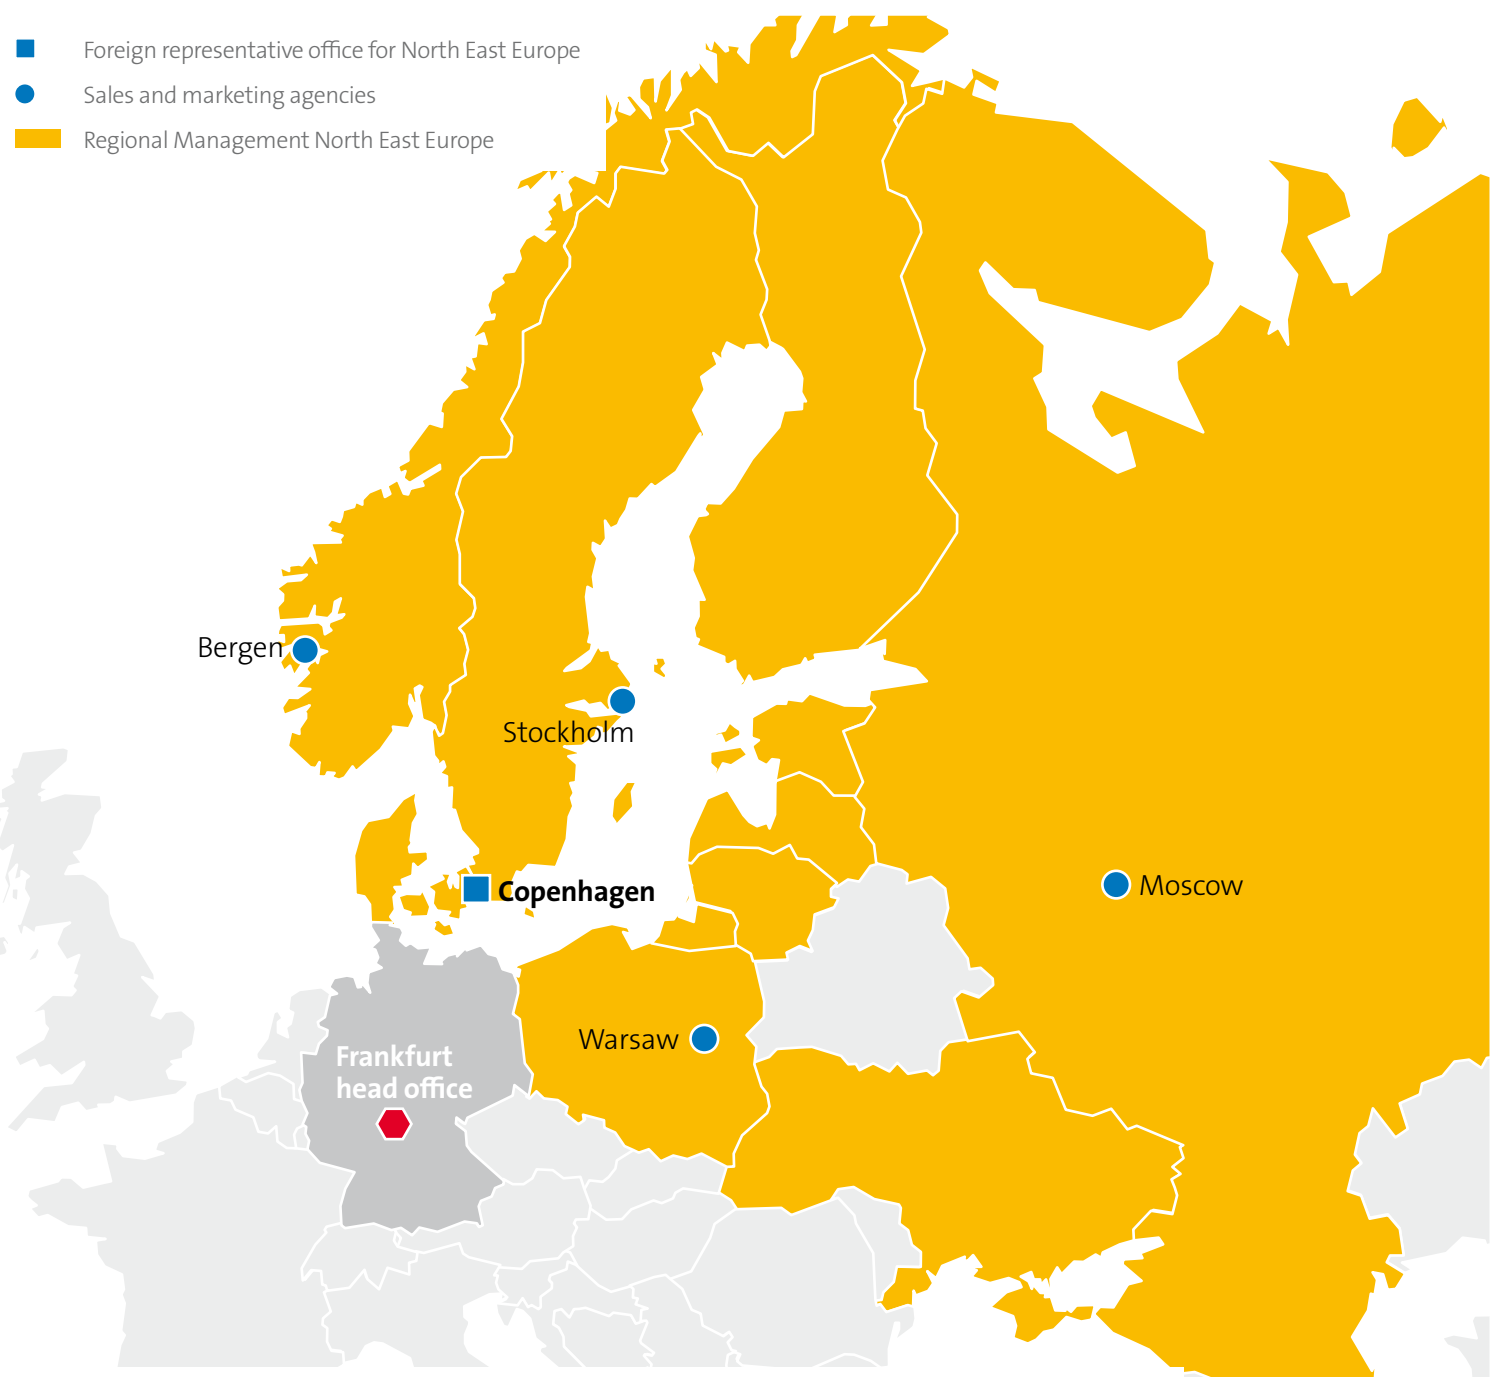 Foreign representative office for North East Europe
Sales and marketing agencies
Regional Management North East Europe
Bergen
Stockholm
Copenhagen
Moscow
Warsaw
Frankfurt
head office